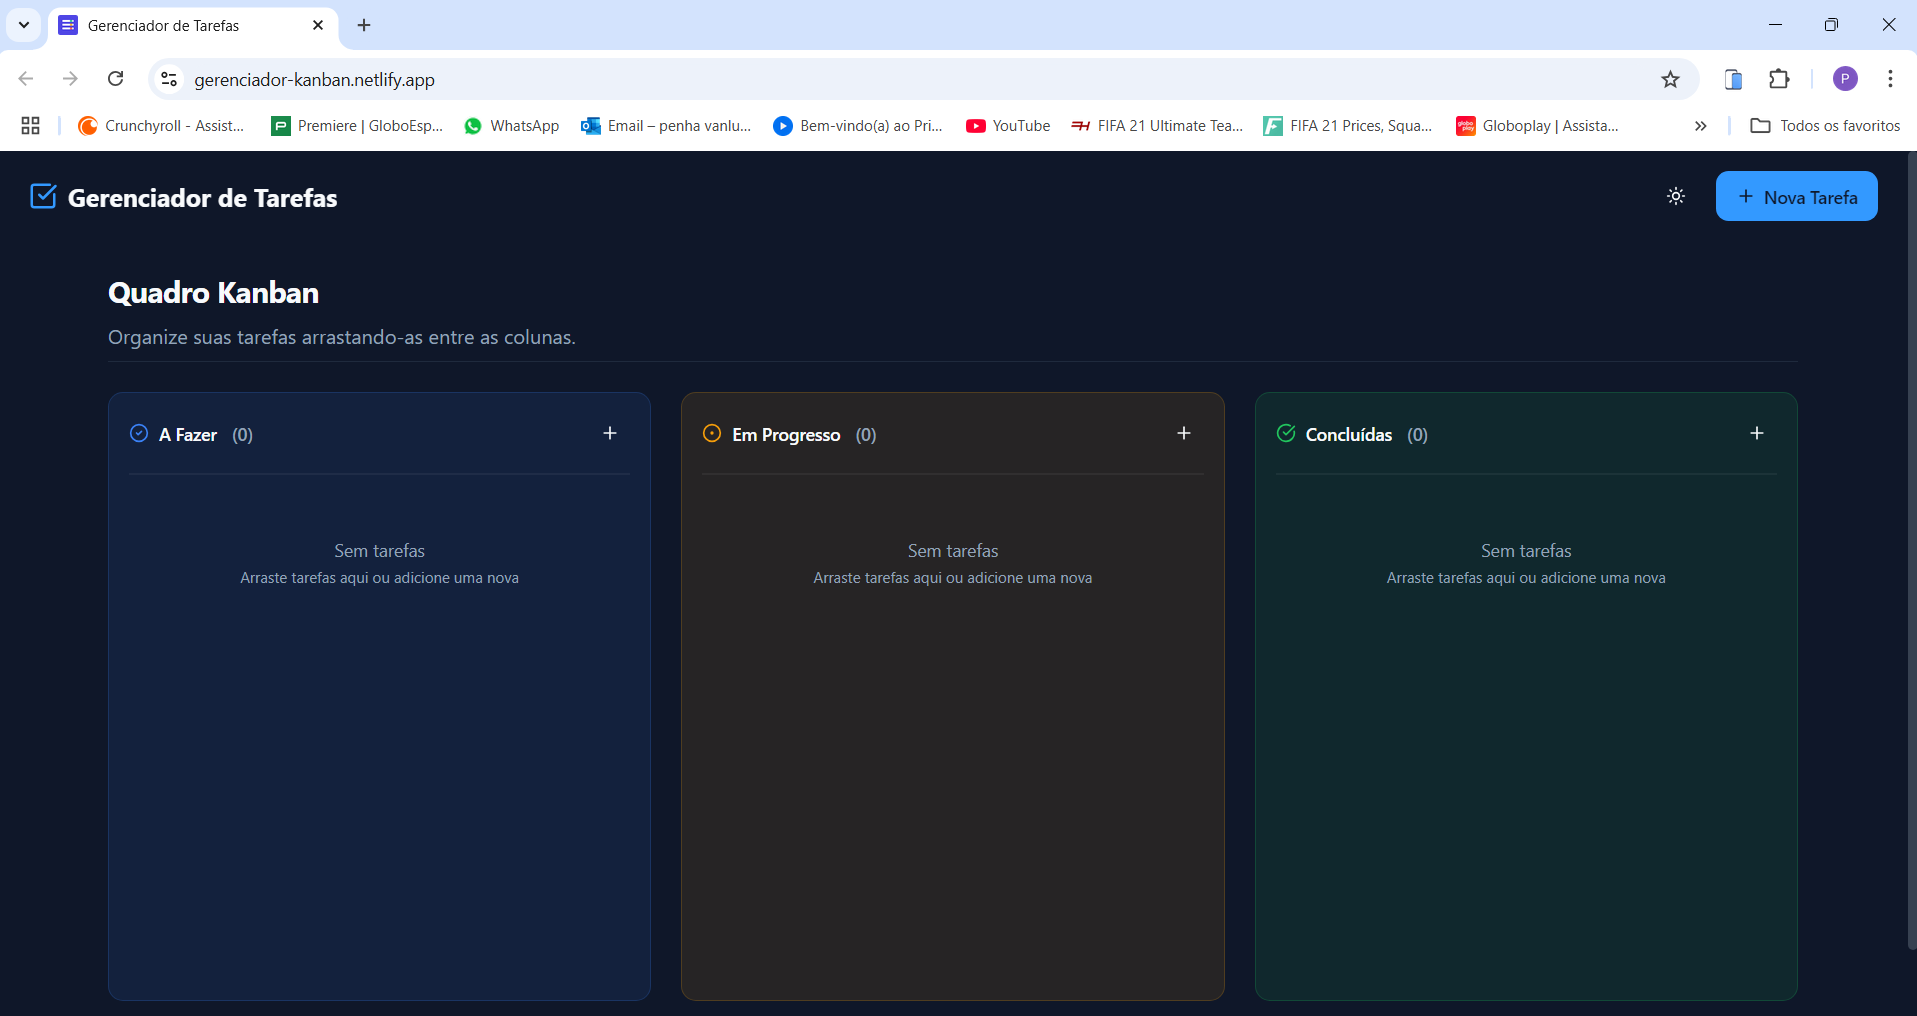 Gerenciador de Tarefas
gerenciador-kanban.netlify.app
P
Crunchyroll - Assist...
Premiere | GloboEsp...
WhatsApp
Email – penha vanlu...
Bem-vindo(a) ao Pri...
YouTube
FIFA 21 Ultimate Tea...
FIFA 21 Prices, Squa...
globo play
Globoplay | Assista...
Todos os favoritos
Gerenciador de Tarefas
Nova Tarefa
Quadro Kanban
Organize suas tarefas arrastando-as entre as colunas.
A Fazer (0)
Sem tarefas
Arraste tarefas aqui ou adicione uma nova
Em Progresso (0)
Sem tarefas
Arraste tarefas aqui ou adicione uma nova
Concluídas (0)
Sem tarefas
Arraste tarefas aqui ou adicione uma nova